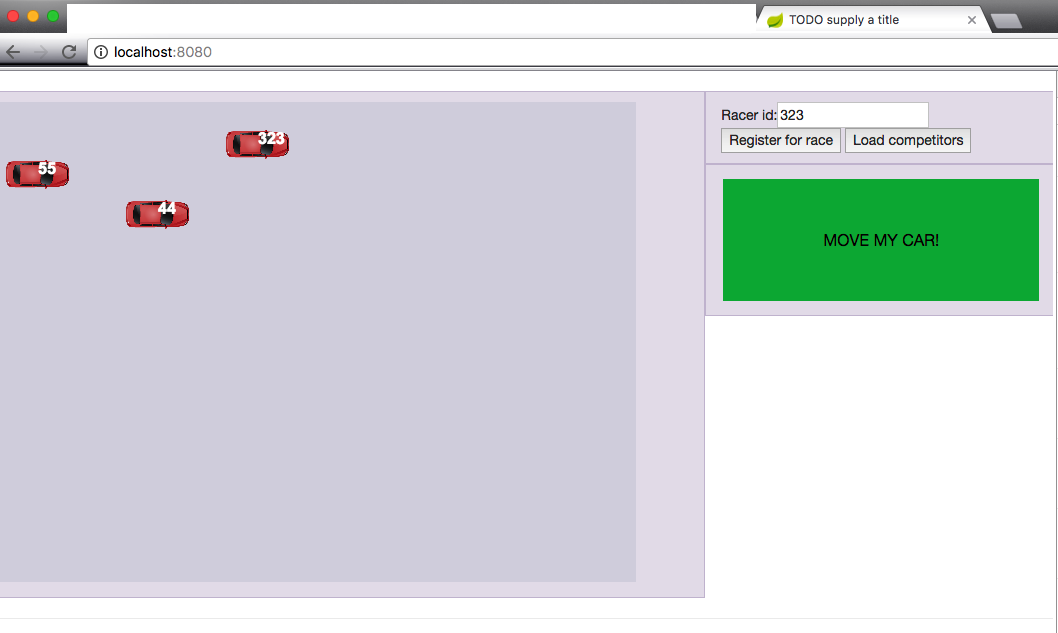 TODO supply a title
localhost:8080
Racer id: 323
Register for race Load competitors
323
55
44
MOVE MY CAR!